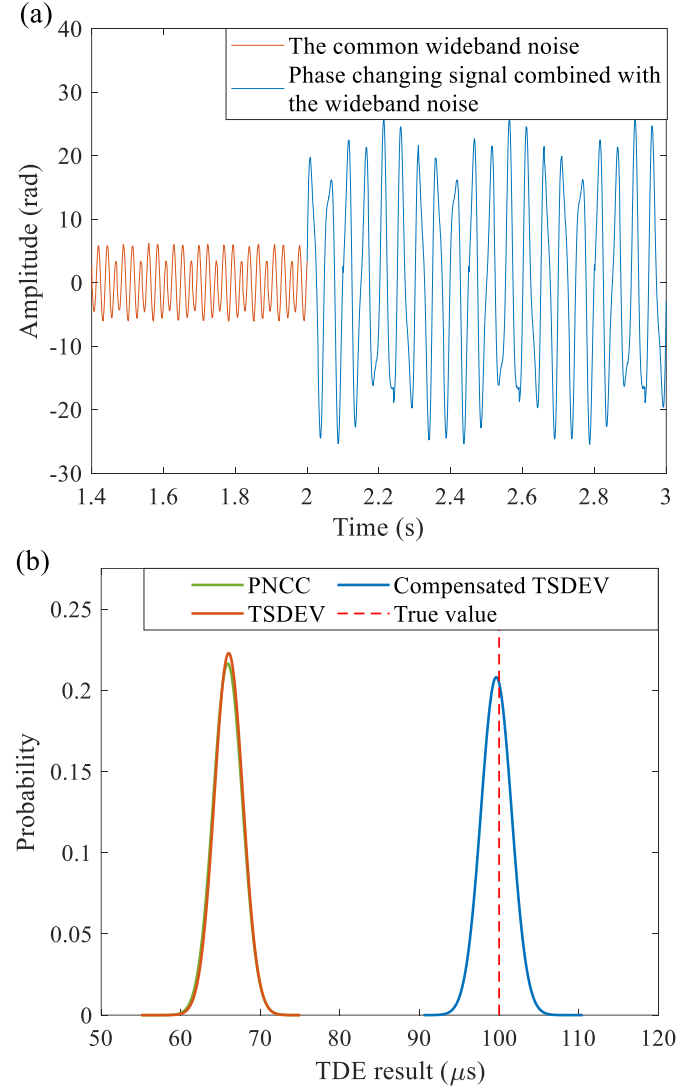 (a)
The common wideband noise
Phase changing signal combined with
the wideband noise
40
30
20
10
0
-10
-20
-30
Amplitude (rad)
1.4 1.6 1.8 2 2.2 2.4 2.6 2.8 3
Time (s)
(b)
PNCC Compensated TSDEV
TSDEV True value
0.25
0.2
0.15
0.1
0.05
0
Probability
50 60 70 80 90 100 110 120
TDE result (μs)